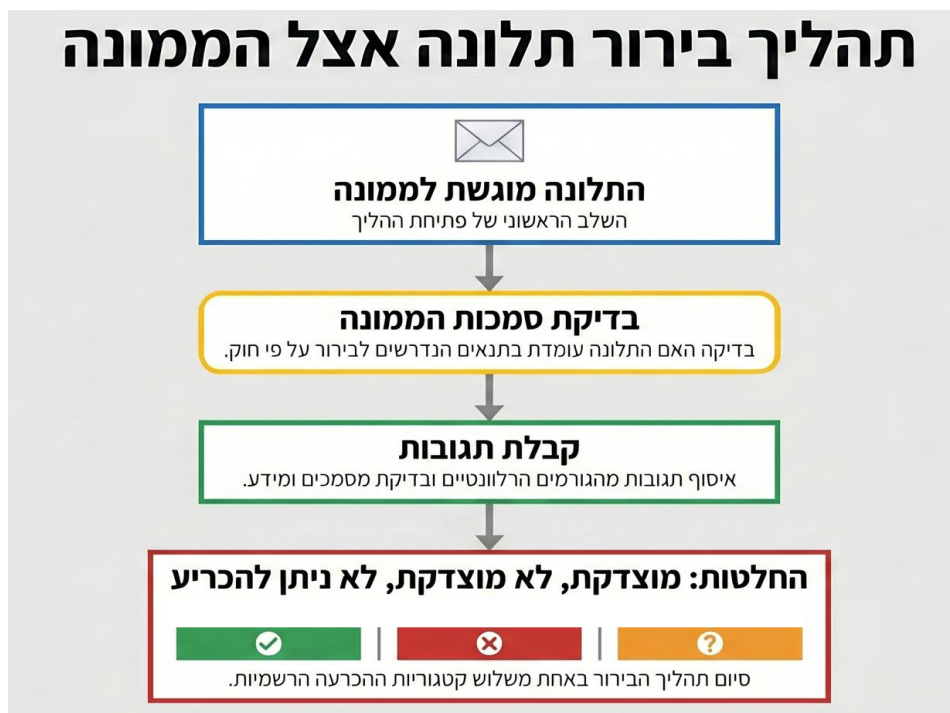 תהליך בירור תלונה אצל הממונה
התלונה מוגשת לממונה
השלב הראשוני של פתיחת ההליך
בדיקת סמכות הממונה
בדיקה האם התלונה עומדת בתנאים הנדרשים לבירור על פי חוק.
קבלת תגובות
איסוף תגובות מהגורמים הרלוונטיים ובדיקת מסמכים ומידע.
החלטות: מוצדקת, לא מוצדקת, לא ניתן להכריע
סיום תהליך הבירור באחת משלוש קטגוריות ההכרעה הרשמיות.